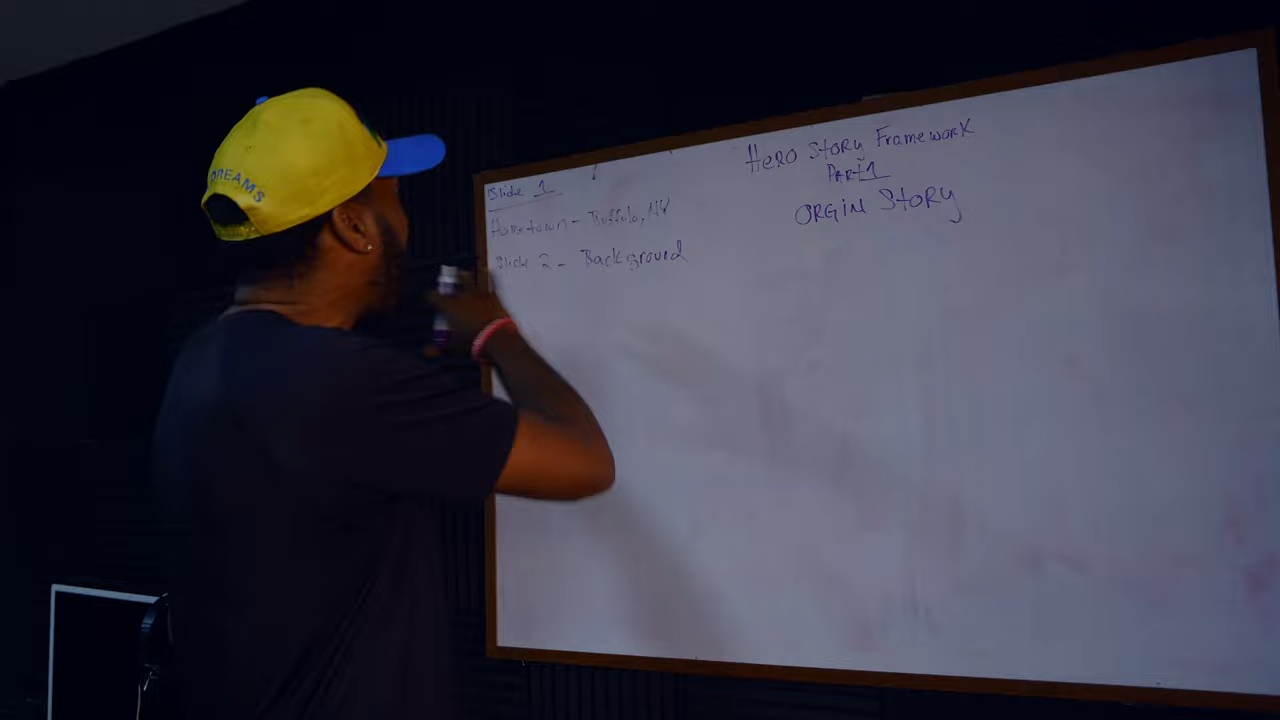 DREAMS
Slide 1
Hometown - Buffalo, NY
Slide 2 - Background
HERO Story Framework
PART 1
ORGIN STORY